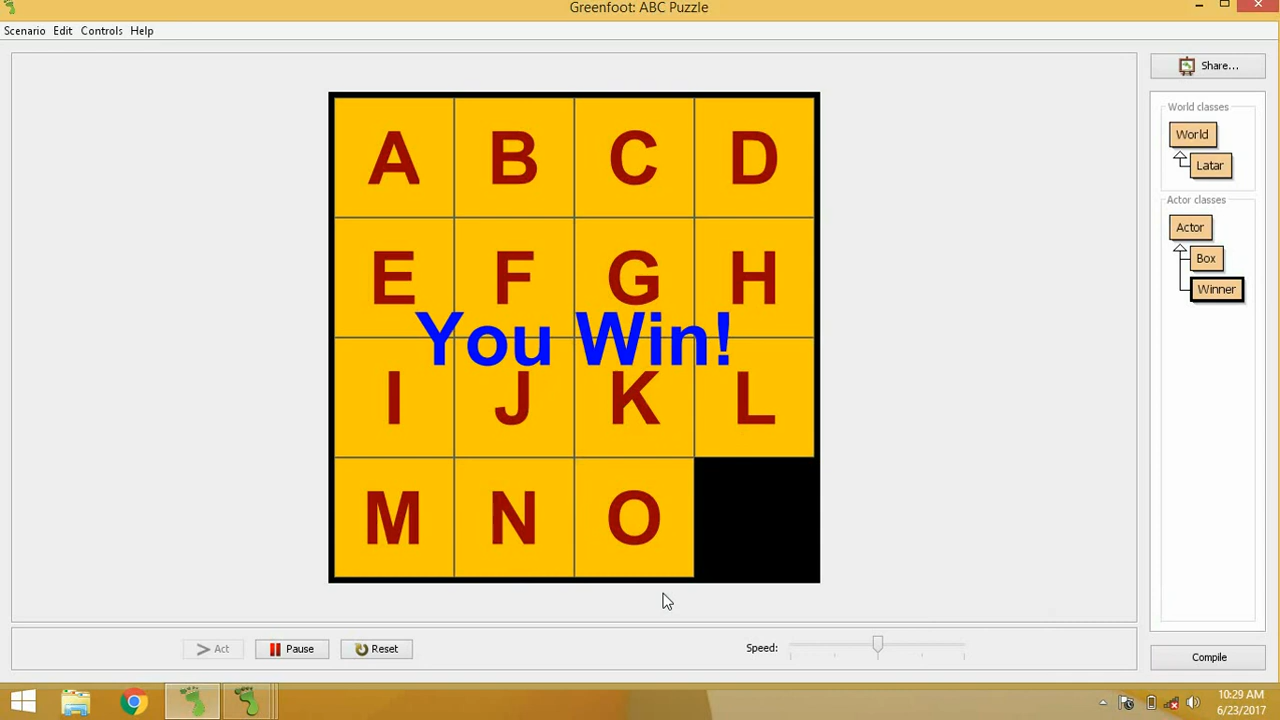 Greenfoot: ABC Puzzle
Scenario Edit Controls Help
Share...
World classes
World
Latar
Actor classes
Actor
Box
Winner
A B C D
E F G H
You Win!
I J K L
M N O
Act Pause Reset Speed:
Compile
10:29 AM
6/23/2017